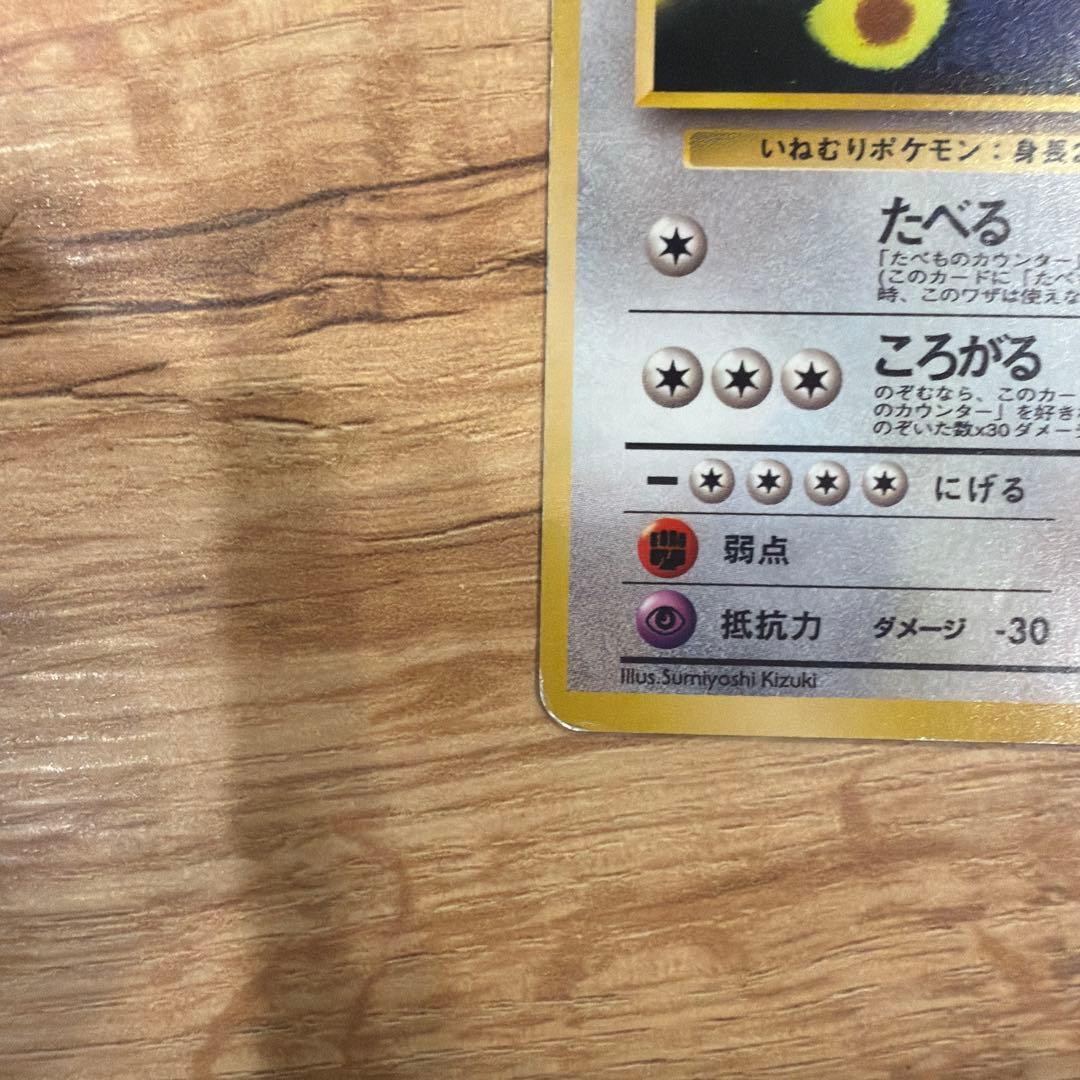 いねむりポケモン：身長
たべる
「たべものカウンター」
(このカードに「たべ
時、このワザは使えな
ころがる
のぞむなら、このカー
のカウンター」を好き
のぞいた数x30ダメー
にげる
弱点
抵抗力 ダメージ -30
Illus.Sumiyoshi Kizuki